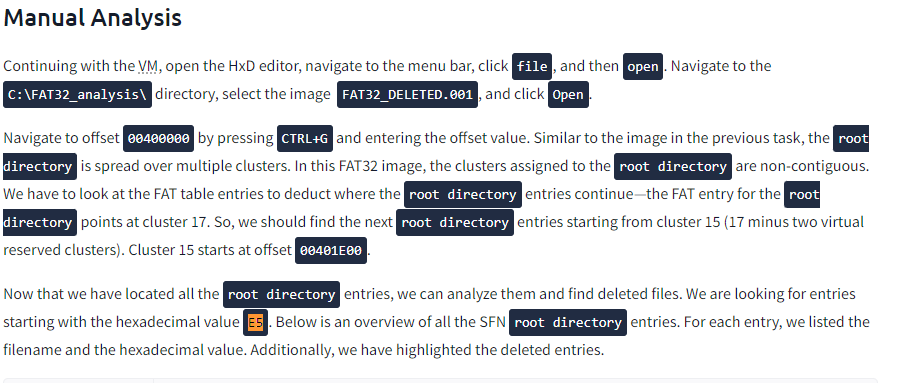 Manual Analysis
Continuing with the VM, open the HxD editor, navigate to the menu bar, click file, and then open. Navigate to the
C:\FAT32_analysis\ directory, select the image FAT32_DELETED.001, and click Open.
Navigate to offset 00400000 by pressing CTRL+G and entering the offset value. Similar to the image in the previous task, the root
directory is spread over multiple clusters. In this FAT32 image, the clusters assigned to the root directory are non-contiguous.
We have to look at the FAT table entries to deduct where the root directory entries continue—the FAT entry for the root
directory points at cluster 17. So, we should find the next root directory entries starting from cluster 15 (17 minus two virtual
reserved clusters). Cluster 15 starts at offset 00401E00.
Now that we have located all the root directory entries, we can analyze them and find deleted files. We are looking for entries
starting with the hexadecimal value E5. Below is an overview of all the SFN root directory entries. For each entry, we listed the
filename and the hexadecimal value. Additionally, we have highlighted the deleted entries.